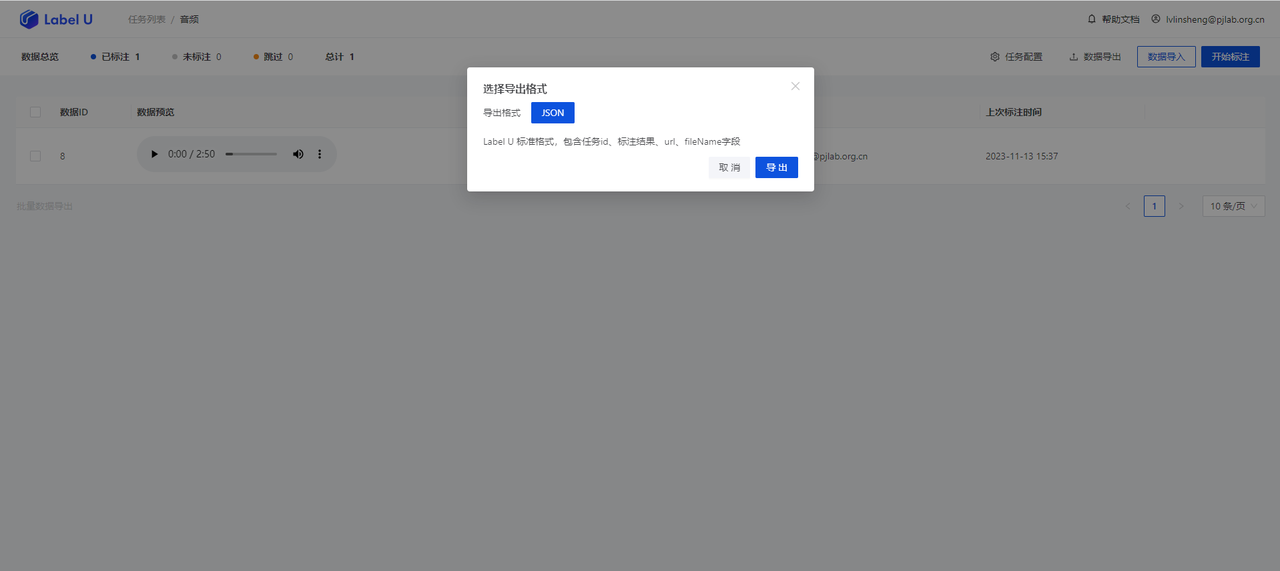 Label U 任务列表 / 音频 帮助文档 lvlinsheng@pjlab.org.cn
数据总览 已标注 1 未标注 0 跳过 0 总计 1 任务配置 数据导出 数据导入 开始标注
选择导出格式
导出格式 JSON
Label U 标准格式，包含任务id、标注结果、url、fileName字段
取 消 导 出
数据ID 数据预览 上次标注时间
8 0:00 / 2:50 @pjlab.org.cn 2023-11-13 15:37
批量数据导出 1 10 条/页